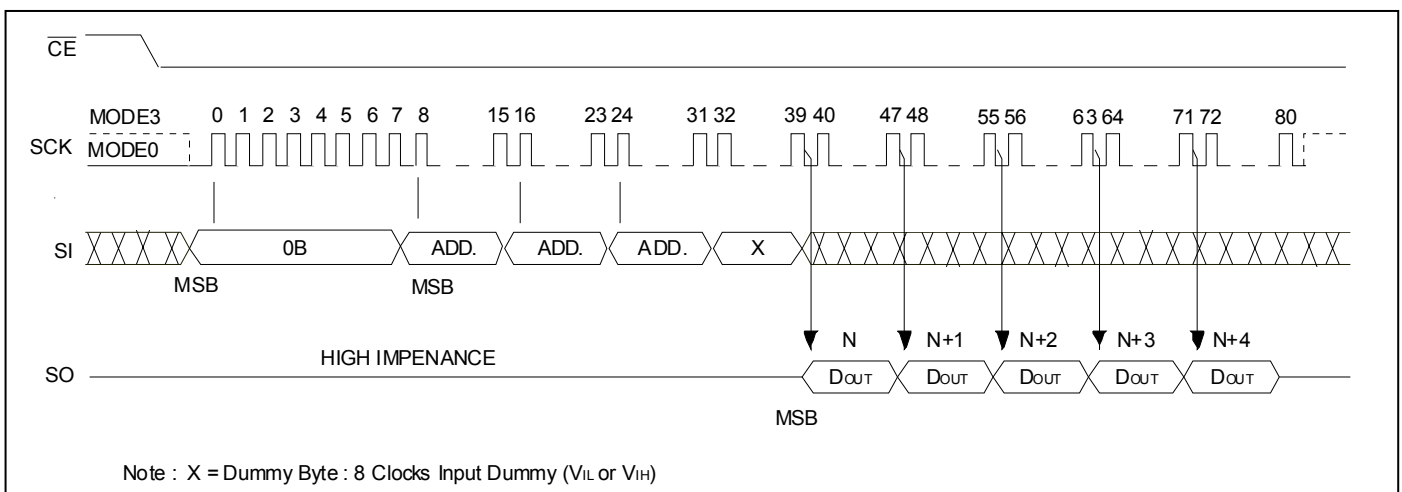 CE
MODE3 0 1 2 3 4 5 6 7 8 15 16 23 24 31 32 39 40 47 48 55 56 63 64 71 72 80
SCK MODE0
SI 0B ADD. ADD. ADD. X
MSB MSB
N N+1 N+2 N+3 N+4
HIGH IMPENANCE
SO DOUT DOUT DOUT DOUT DOUT
MSB
Note : X = Dummy Byte : 8 Clocks Input Dummy (VIL or VIH)